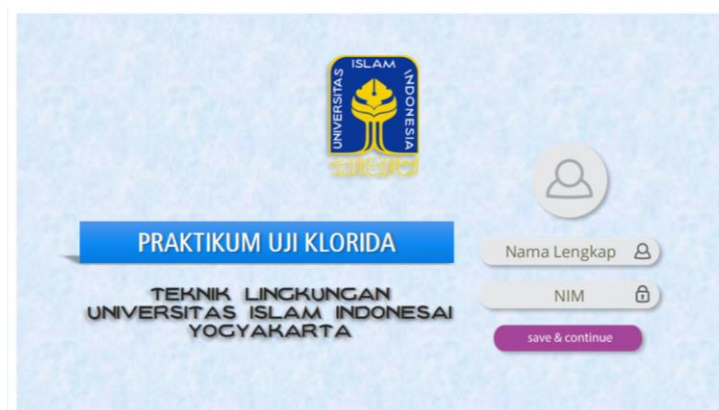 UNIVERSITAS ISLAM INDONESIA
PRAKTIKUM UJI KLORIDA
TEKNIK LINGKUNGAN
UNIVERSITAS ISLAM INDONESAI
YOGYAKARTA
Nama Lengkap
NIM
save & continue